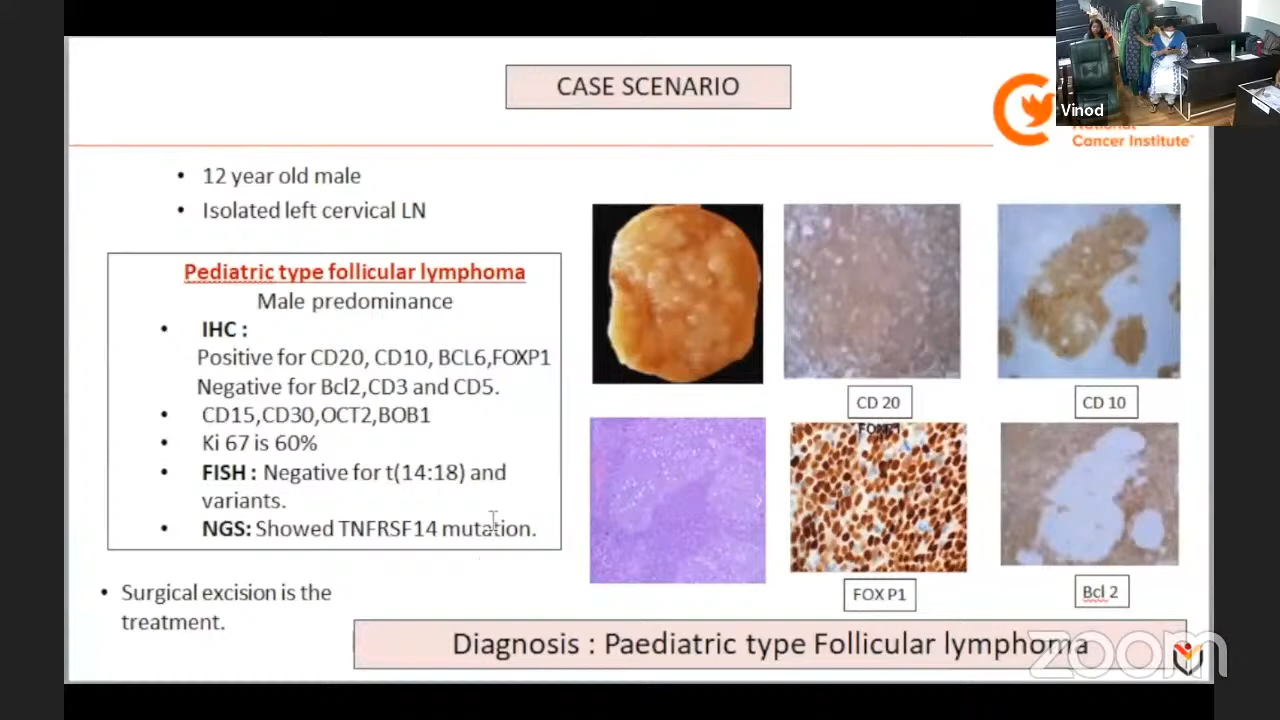 CASE SCENARIO
Vinod
National
Cancer Institute
• 12 year old male
• Isolated left cervical LN
Pediatric type follicular lymphoma
Male predominance
• IHC :
Positive for CD20, CD10, BCL6,FOXP1
Negative for Bcl2,CD3 and CD5.
• CD15,CD30,OCT2,BOB1
• Ki 67 is 60%
• FISH : Negative for t(14:18) and
variants.
• NGS: Showed TNFRSF14 mutation.
• Surgical excision is the
treatment.
CD 20
CD 10
FOXP1
FOX P1
Bcl 2
Diagnosis : Paediatric type Follicular lymphoma
zoom